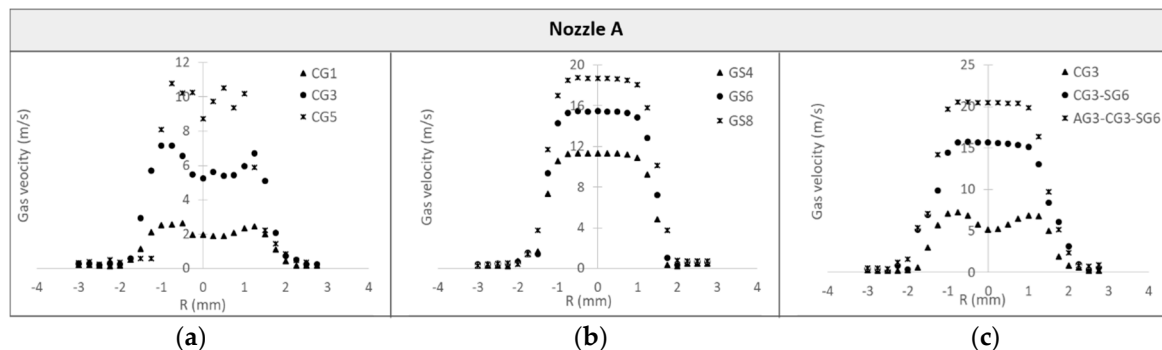 Nozzle A
Gas veocity (m/s)
12
10
8
6
4
2
0
-4 -3 -2 -1 0 1 2 3 4
R (mm)
CG1
CG3
CG5
(a)
Gas velocity (m/s)
20
16
12
8
4
0
-4 -3 -2 -1 0 1 2 3 4
R (mm)
GS4
GS6
GS8
(b)
Gas velocity (m/s)
25
20
15
10
5
0
-4 -3 -2 -1 0 1 2 3 4
R (mm)
CG3
CG3-SG6
AG3-CG3-SG6
(c)